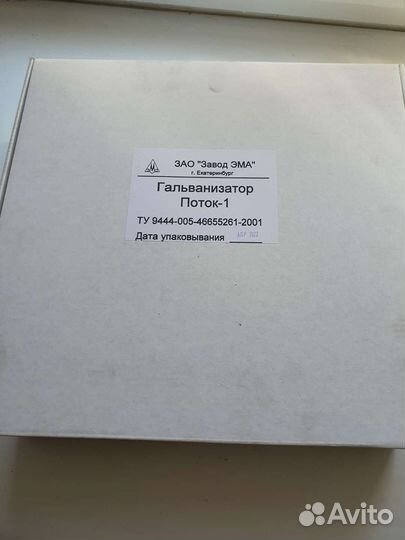 ЗАО "Завод ЭМА"
г. Екатеринбург
Гальванизатор
Поток-1
ТУ 9444-005-46655261-2001
Дата упаковывания
Avito